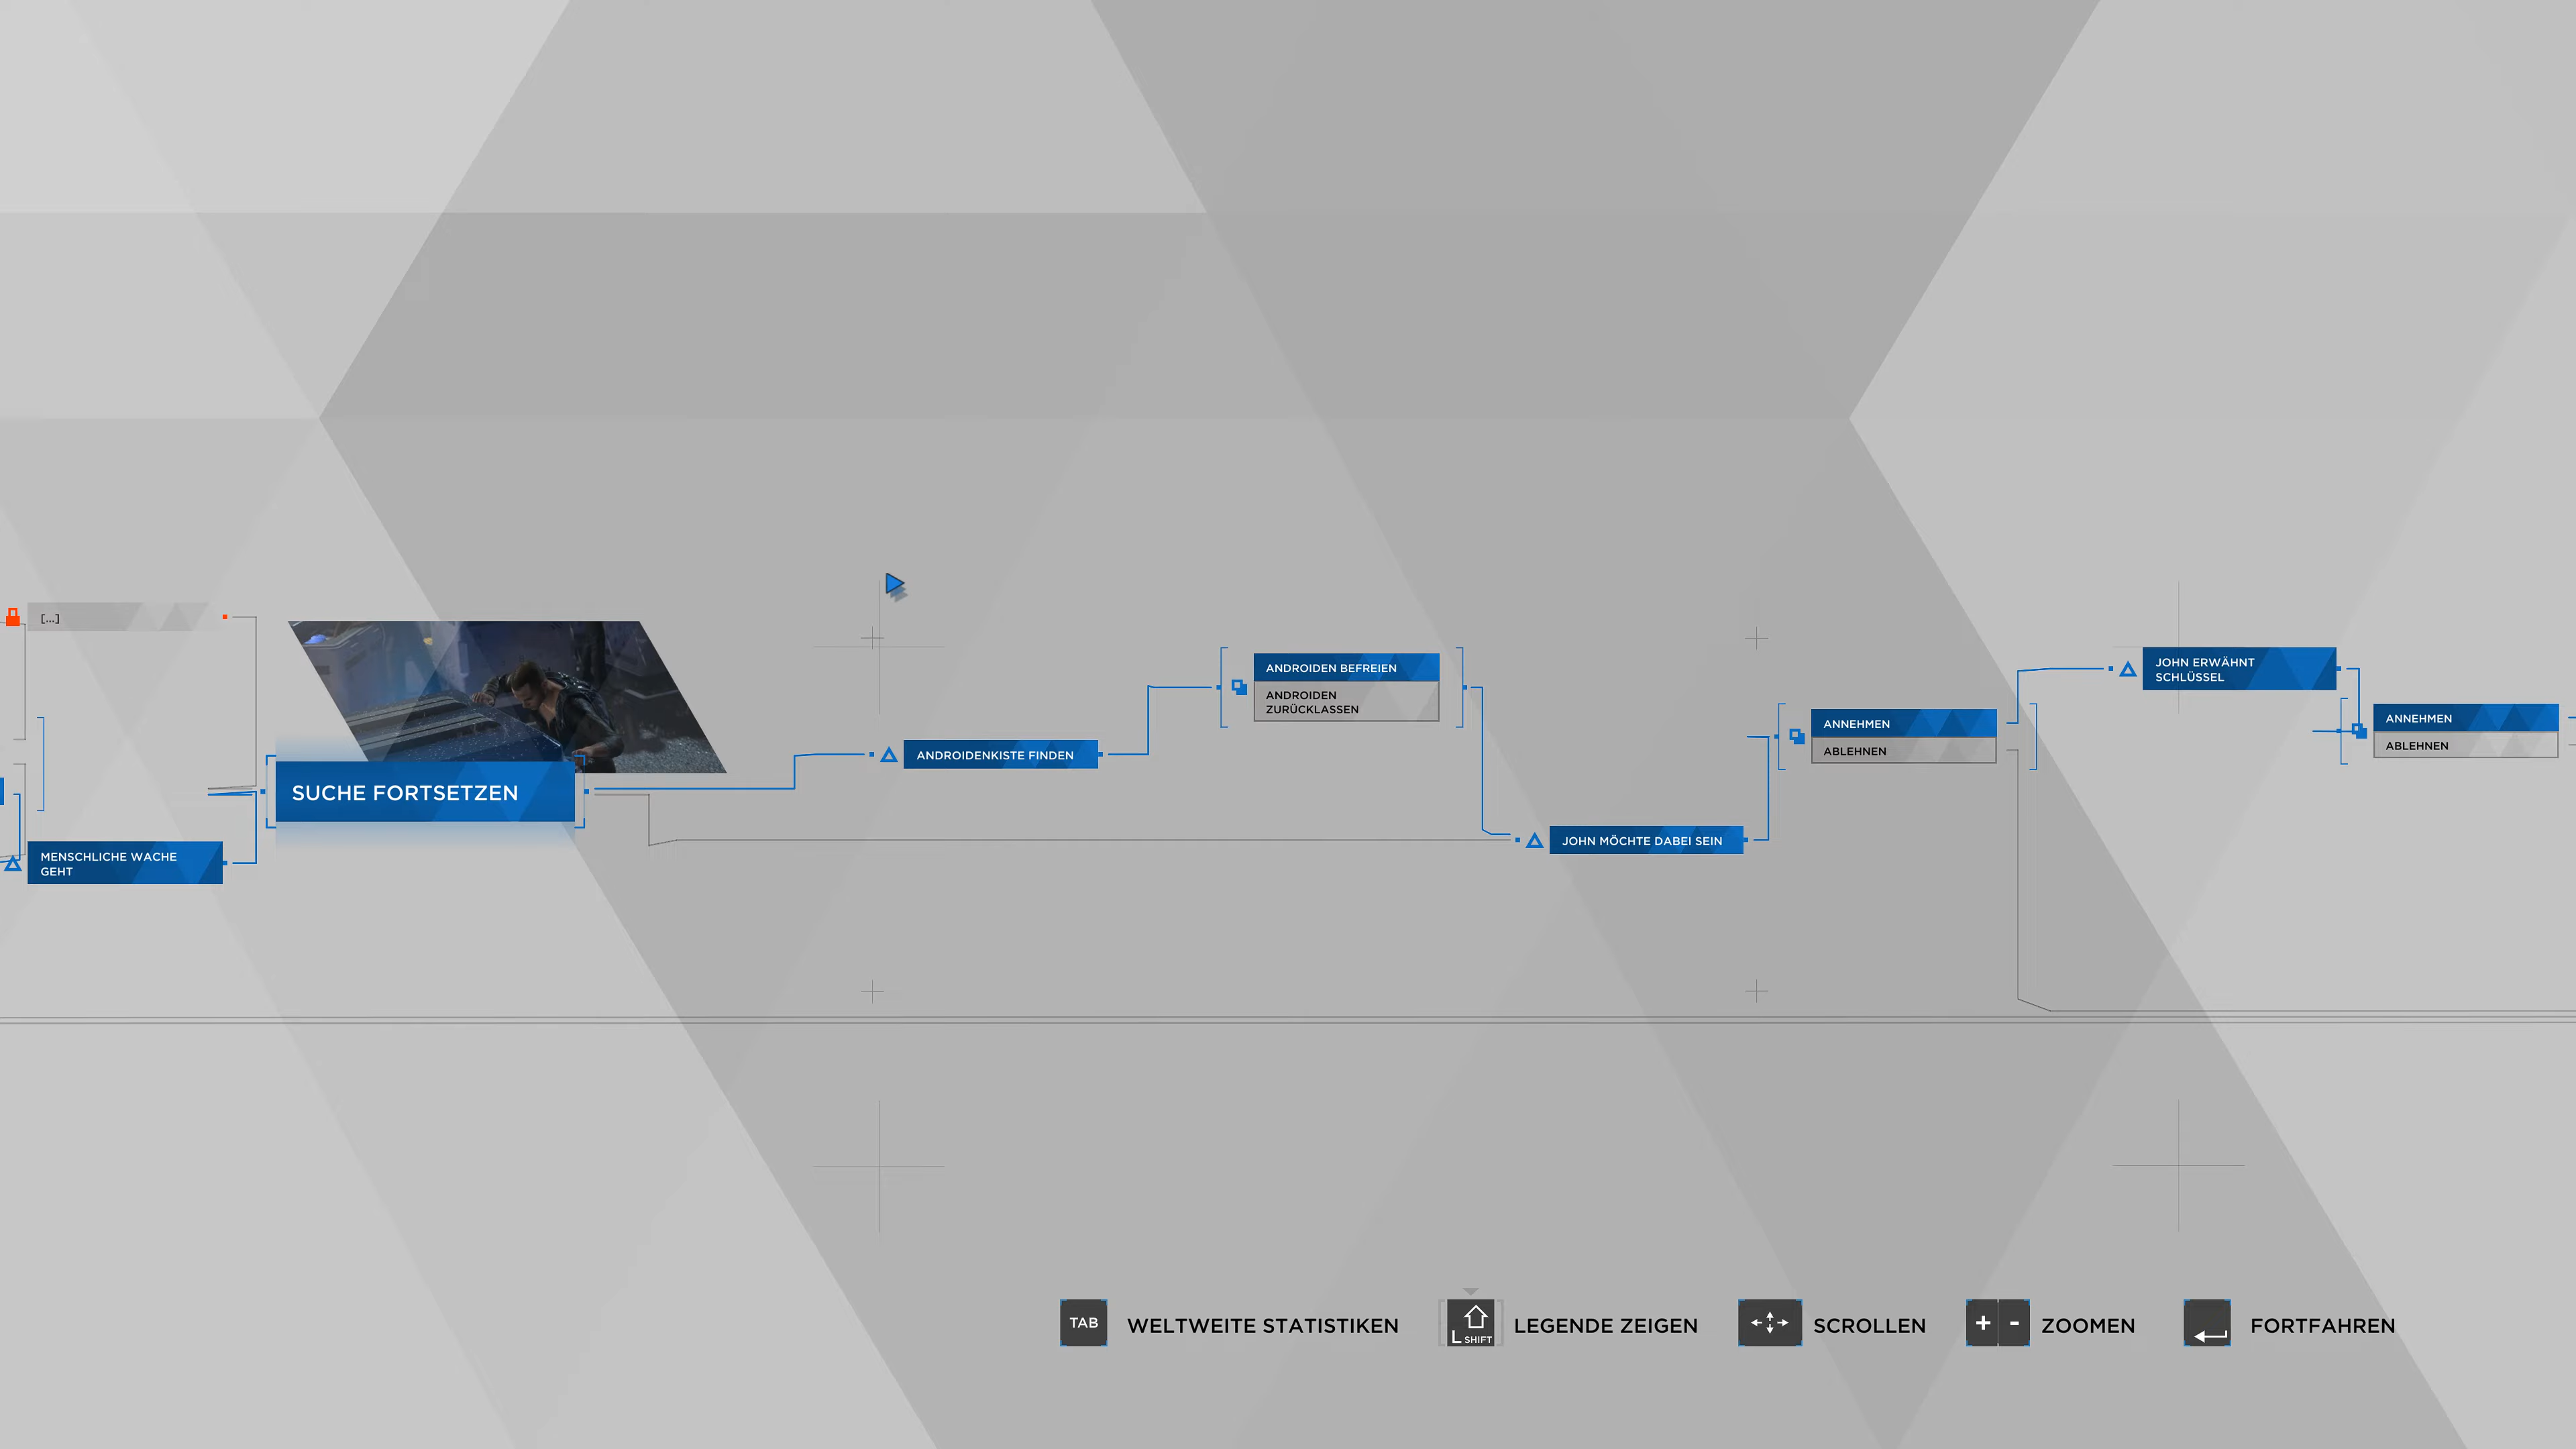 [...]
MENSCHLICHE WACHE
GEHT
SUCHE FORTSETZEN
ANDROIDENKISTE FINDEN
ANDROIDEN BEFREIEN
ANDROIDEN
ZURÜCKLASSEN
JOHN MÖCHTE DABEI SEIN
ANNEHMEN
ABLEHNEN
JOHN ERWÄHNT
SCHLÜSSEL
ANNEHMEN
ABLEHNEN
TAB WELTWEITE STATISTIKEN
L SHIFT LEGENDE ZEIGEN
SCROLLEN
+ - ZOOMEN
FORTFAHREN